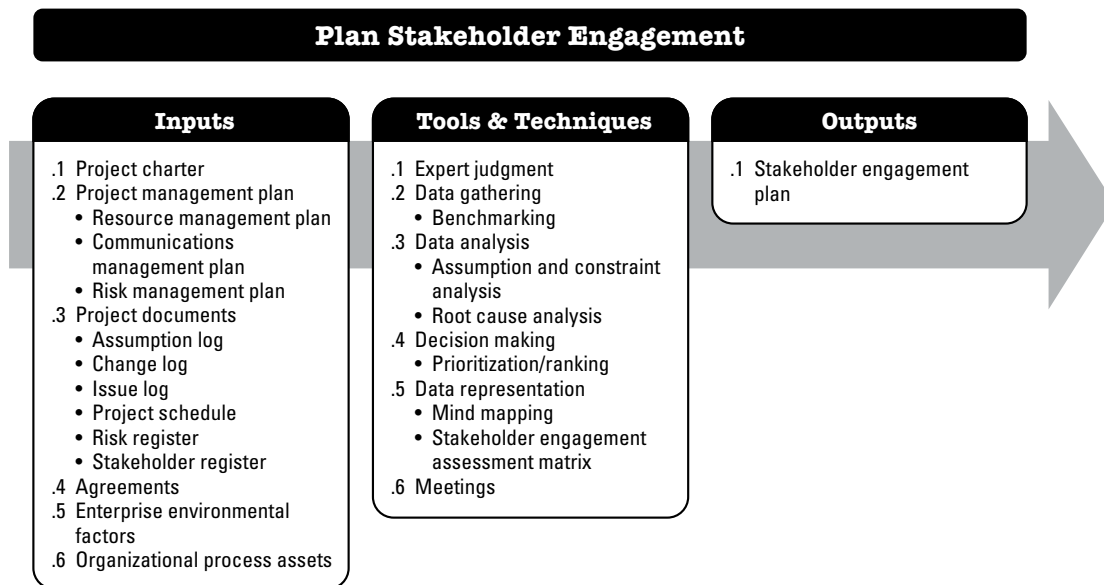 Plan Stakeholder Engagement
Inputs
.1 Project charter
.2 Project management plan
• Resource management plan
• Communications
management plan
• Risk management plan
.3 Project documents
• Assumption log
• Change log
• Issue log
• Project schedule
• Risk register
• Stakeholder register
.4 Agreements
.5 Enterprise environmental
factors
.6 Organizational process assets
Tools & Techniques
.1 Expert judgment
.2 Data gathering
• Benchmarking
.3 Data analysis
• Assumption and constraint
analysis
• Root cause analysis
.4 Decision making
• Prioritization/ranking
.5 Data representation
• Mind mapping
• Stakeholder engagement
assessment matrix
.6 Meetings
Outputs
.1 Stakeholder engagement
plan